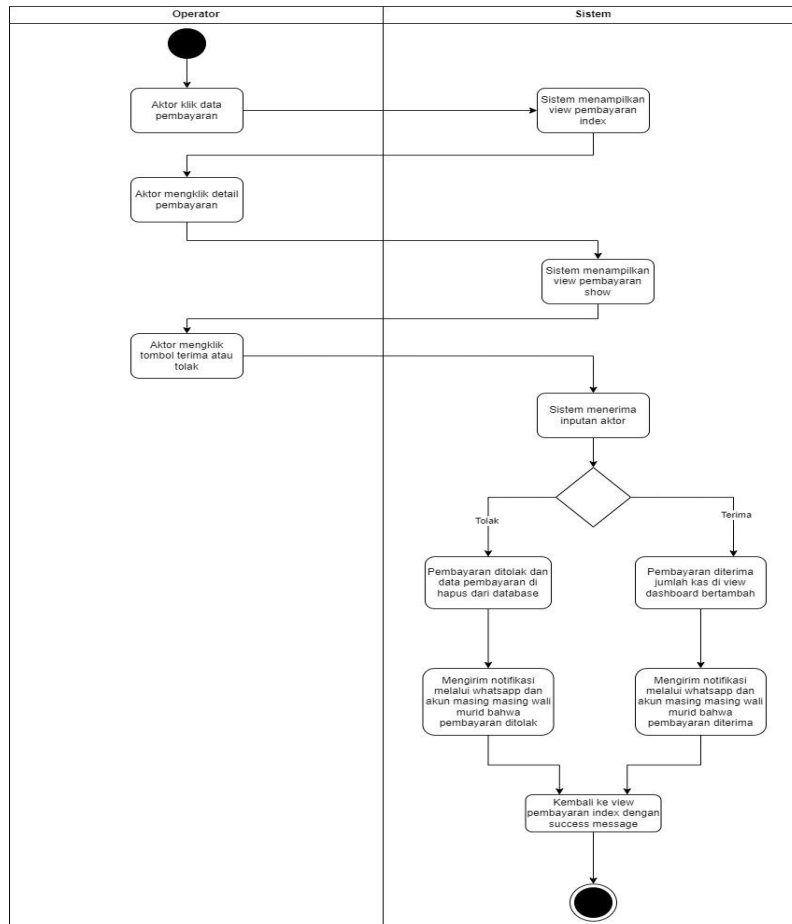 Operator
Sistem
Aktor klik data
pembayaran
Sistem menampilkan
view pembayaran
index
Aktor mengklik detail
pembayaran
Sistem menampilkan
view pembayaran
show
Aktor mengklik
tombol terima atau
tolak
Sistem menerima
inputan aktor
Tolak
Terima
Pembayaran ditolak dan
data pembayaran di
hapus dari database
Pembayaran diterima
jumlah kas di view
dashboard bertambah
Mengirim notifikasi
melalui whatsapp dan
akun masing masing wali
murid bahwa
pembayaran ditolak
Mengirim notifikasi
melalui whatsapp dan
akun masing masing wali
murid bahwa
pembayaran diterima
Kembali ke view
pembayaran index dengan
success message